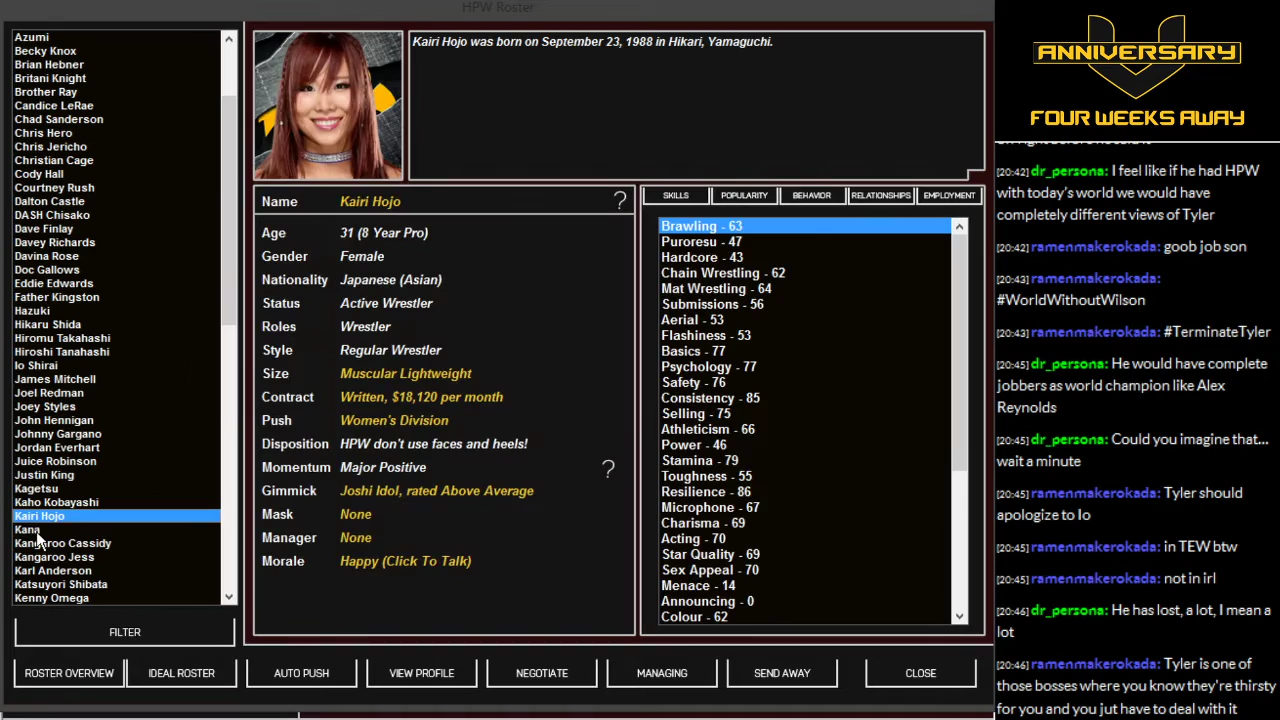 HPW Roster
Azumi
Becky Knox
Brian Hebner
Britani Knight
Brother Ray
Candice LeRae
Chad Sanderson
Chris Hero
Chris Jericho
Christian Cage
Cody Hall
Courtney Rush
Dalton Castle
DASH Chisako
Dave Finlay
Davey Richards
Davina Rose
Doc Gallows
Eddie Edwards
Father Kingston
Hazuki
Hikaru Shida
Hiromu Takahashi
Hiroshi Tanahashi
Io Shirai
James Mitchell
Joel Redman
Joey Styles
John Hennigan
Johnny Gargano
Jordan Everhart
Juice Robinson
Justin King
Kagetsu
Kaho Kobayashi
Kairi Hojo
Kana
Kangaroo Cassidy
Kangaroo Jess
Karl Anderson
Katsuyori Shibata
Kenny Omega
FILTER
ROSTER OVERVIEW
IDEAL ROSTER
Kairi Hojo was born on September 23, 1988 in Hikari, Yamaguchi.
Name Kairi Hojo ?
Age 31 (8 Year Pro)
Gender Female
Nationality Japanese (Asian)
Status Active Wrestler
Roles Wrestler
Style Regular Wrestler
Size Muscular Lightweight
Contract Written, $18,120 per month
Push Women's Division
Disposition HPW don't use faces and heels!
Momentum Major Positive ?
Gimmick Joshi Idol, rated Above Average
Mask None
Manager None
Morale Happy (Click To Talk)
SKILLS POPULARITY BEHAVIOR RELATIONSHIPS EMPLOYMENT
Brawling - 63
Puroresu - 47
Hardcore - 43
Chain Wrestling - 62
Mat Wrestling - 64
Submissions - 56
Aerial - 53
Flashiness - 53
Basics - 77
Psychology - 77
Safety - 76
Consistency - 85
Selling - 75
Athleticism - 66
Power - 46
Stamina - 79
Toughness - 55
Resilience - 86
Microphone - 67
Charisma - 69
Acting - 70
Star Quality - 69
Sex Appeal - 70
Menace - 14
Announcing - 0
Colour - 62
AUTO PUSH
VIEW PROFILE
NEGOTIATE
MANAGING
SEND AWAY
CLOSE
ANNIVERSARY
FOUR WEEKS AWAY
[20:42] dr_persona: I feel like if he had HPW
with today's world we would have
completely different views of Tyler
[20:42] ramenmakerokada: goob job son
[20:43] ramenmakerokada:
#WorldWithoutWilson
[20:43] ramenmakerokada: #TerminateTyler
[20:45] dr_persona: He would have complete
jobbers as world champion like Alex
Reynolds
[20:45] dr_persona: Could you imagine that...
wait a minute
[20:45] ramenmakerokada: Tyler should
apologize to Io
[20:45] ramenmakerokada: in TEW btw
[20:45] ramenmakerokada: not in irl
[20:46] dr_persona: He has lost, a lot, I mean a
lot
[20:46] ramenmakerokada: Tyler is one of
those bosses where you know they're thirsty
for you and you jut have to deal with it